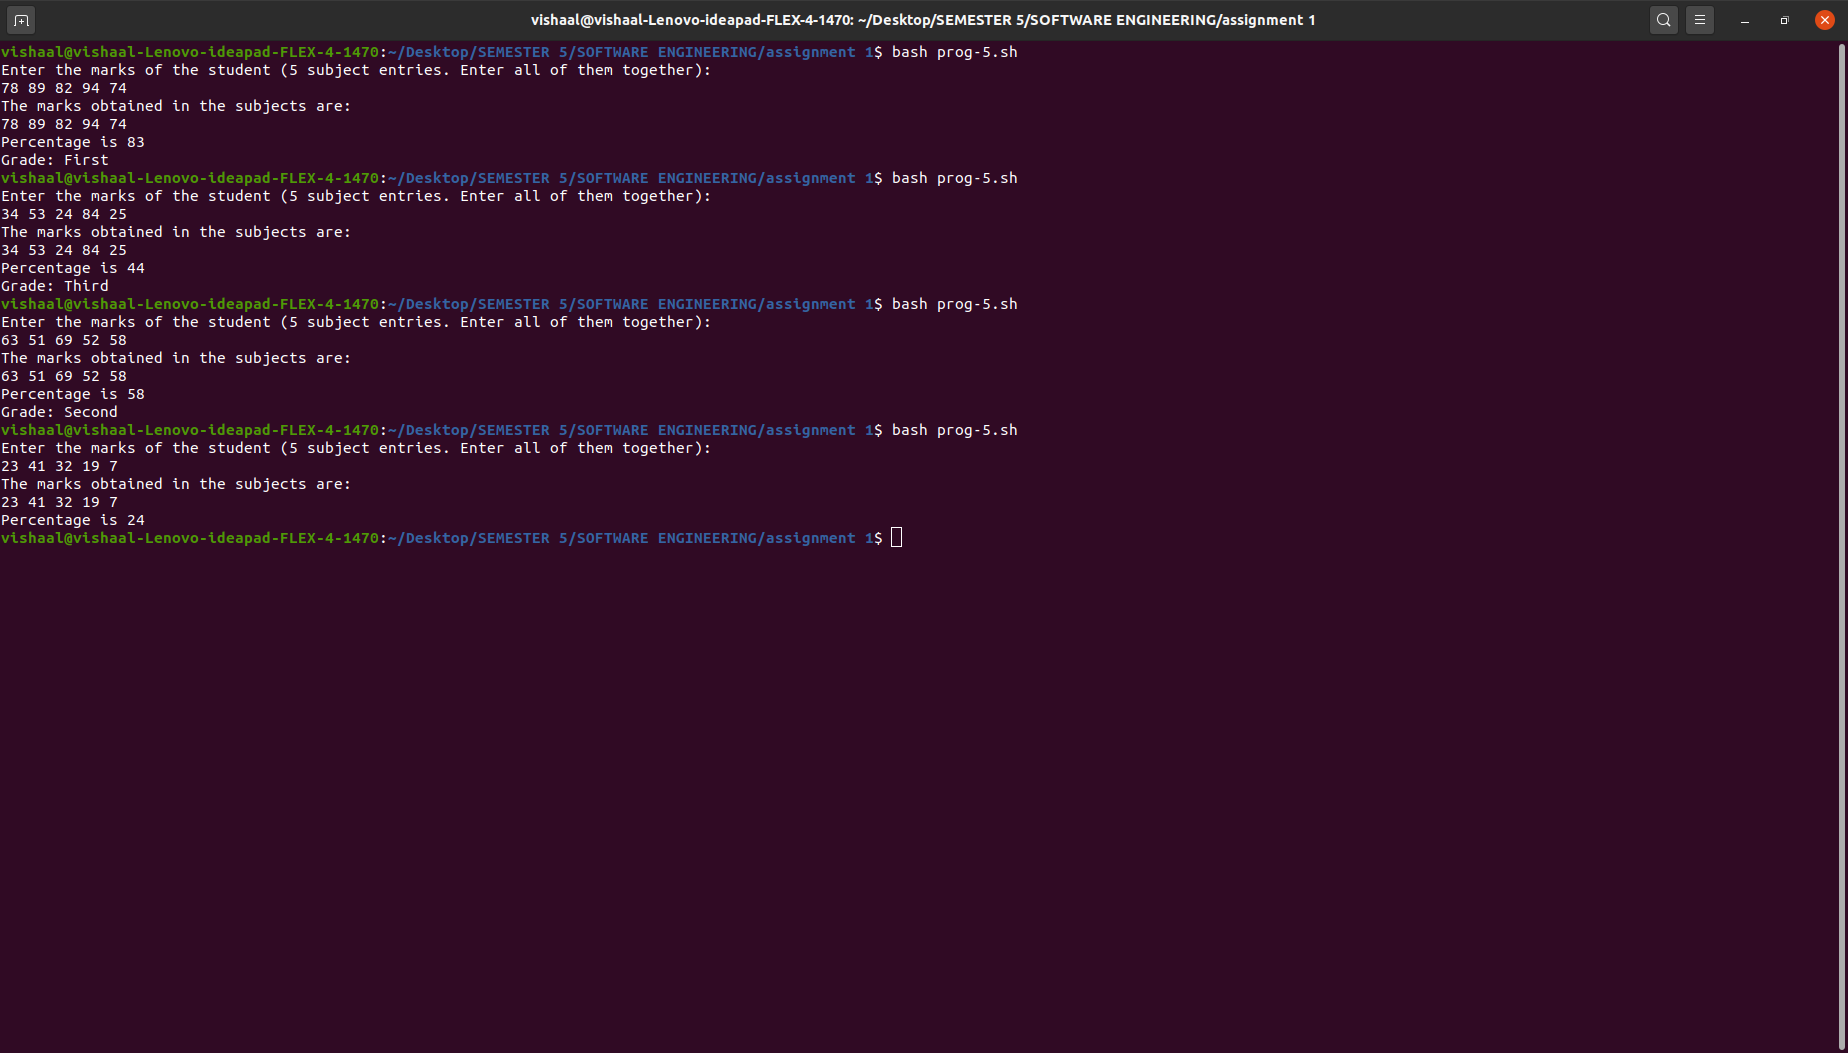 vishaal@vishaal-Lenovo-ideapad-FLEX-4-1470: ~/Desktop/SEMESTER 5/SOFTWARE ENGINEERING/assignment 1
vishaal@vishaal-Lenovo-ideapad-FLEX-4-1470:~/Desktop/SEMESTER 5/SOFTWARE ENGINEERING/assignment 1$ bash prog-5.sh
Enter the marks of the student (5 subject entries. Enter all of them together):
78 89 82 94 74
The marks obtained in the subjects are:
78 89 82 94 74
Percentage is 83
Grade: First
vishaal@vishaal-Lenovo-ideapad-FLEX-4-1470:~/Desktop/SEMESTER 5/SOFTWARE ENGINEERING/assignment 1$ bash prog-5.sh
Enter the marks of the student (5 subject entries. Enter all of them together):
34 53 24 84 25
The marks obtained in the subjects are:
34 53 24 84 25
Percentage is 44
Grade: Third
vishaal@vishaal-Lenovo-ideapad-FLEX-4-1470:~/Desktop/SEMESTER 5/SOFTWARE ENGINEERING/assignment 1$ bash prog-5.sh
Enter the marks of the student (5 subject entries. Enter all of them together):
63 51 69 52 58
The marks obtained in the subjects are:
63 51 69 52 58
Percentage is 58
Grade: Second
vishaal@vishaal-Lenovo-ideapad-FLEX-4-1470:~/Desktop/SEMESTER 5/SOFTWARE ENGINEERING/assignment 1$ bash prog-5.sh
Enter the marks of the student (5 subject entries. Enter all of them together):
23 41 32 19 7
The marks obtained in the subjects are:
23 41 32 19 7
Percentage is 24
vishaal@vishaal-Lenovo-ideapad-FLEX-4-1470:~/Desktop/SEMESTER 5/SOFTWARE ENGINEERING/assignment 1$